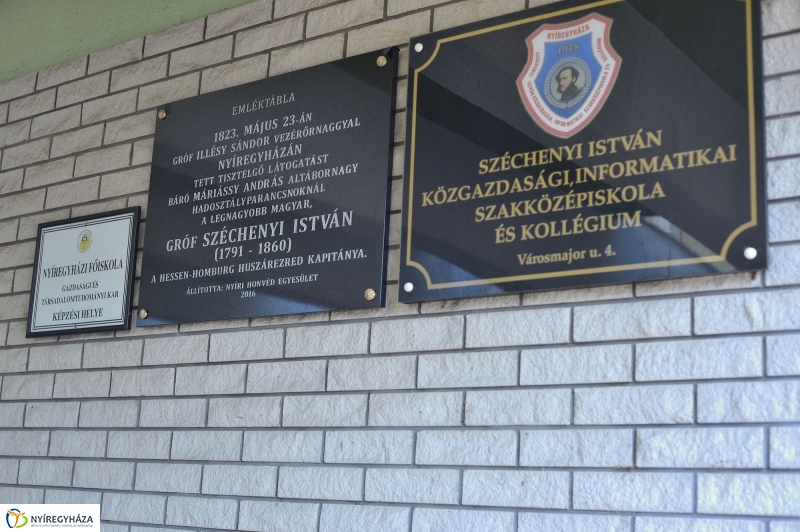 NYÍREGYHÁZI FŐISKOLA
GAZDASÁGI ÉS
TÁRSADALOMTUDOMÁNYI KAR
KÉPZÉSI HELYE
EMLÉKTÁBLA
1823. MÁJUS 23-ÁN
GRÓF ILLÉSY SÁNDOR VEZÉRŐRNAGGYAL
NYÍREGYHÁZÁN
TETT TISZTELGŐ LÁTOGATÁST
BÁRÓ MÁRIÁSSY ANDRÁS ALTÁBORNAGY
HADOSZTÁLYPARANCSNOKNÁL
A LEGNAGYOBB MAGYAR,
GRÓF SZÉCHENYI ISTVÁN
(1791 - 1860)
A HESSEN-HOMBURG HUSZÁREZRED KAPITÁNYA.
ÁLLÍTOTTA: NYÍRI HONVÉD EGYESÜLET
2016
NYÍREGYHÁZA
1918
SZÉCHENYI ISTVÁN
KÖZGAZDASÁGI, INFORMATIKAI
SZAKKÖZÉPISKOLA
ÉS KOLLÉGIUM
Városmajor u. 4.
NYÍREGYHÁZA